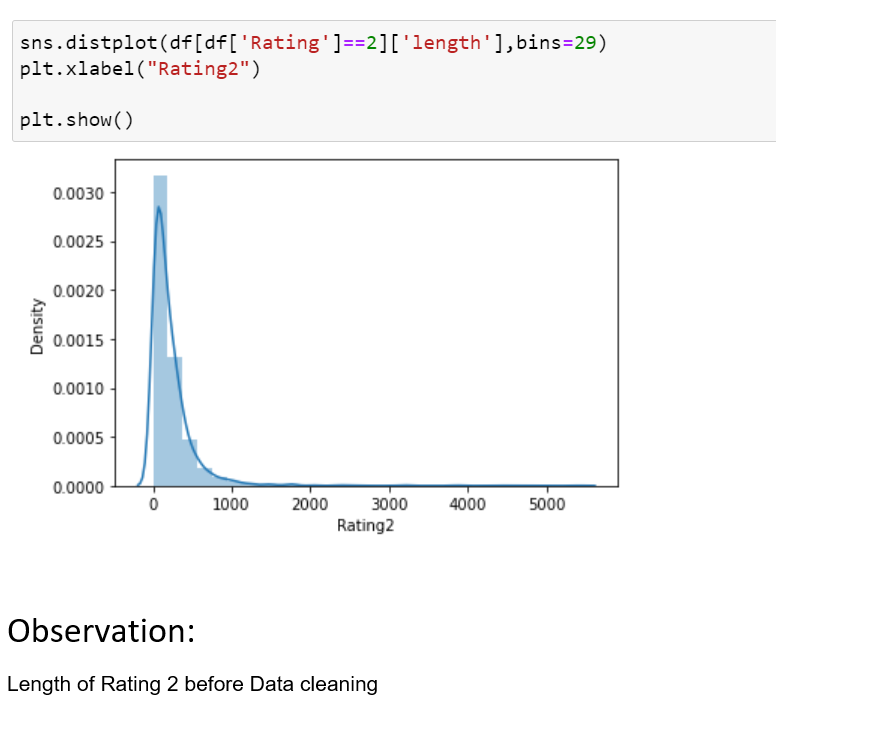 sns.distplot(df[df['Rating']==2]['length'],bins=29)
plt.xlabel("Rating2")
plt.show()
0.0030
0.0025
0.0020
0.0015
0.0010
0.0005
0.0000
Density
0 1000 2000 3000 4000 5000
Rating2
Observation:
Length of Rating 2 before Data cleaning